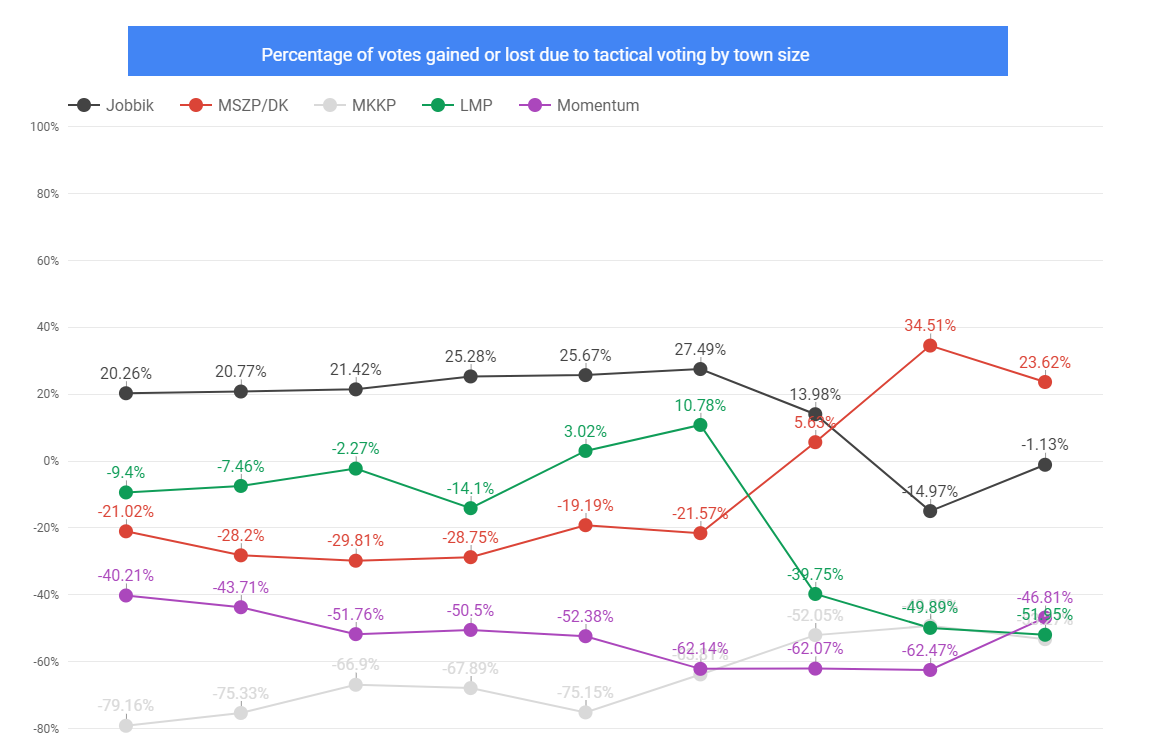 Percentage of votes gained or lost due to tactical voting by town size
Jobbik MSZP/DK MKKP LMP Momentum
100%
80%
60%
40%
20%
0%
-20%
-40%
-60%
-80%
20.26% 20.77% 21.42% 25.28% 25.67% 27.49% 13.98% -14.97% -1.13%
-21.02% -28.2% -29.81% -28.75% -19.19% -21.57% 5.63% 34.51% 23.62%
-79.16% -75.33% -66.9% -67.89% -75.15% -52.05%
-9.4% -7.46% -2.27% -14.1% 3.02% 10.78% -39.75% -49.89% -51.95%
-40.21% -43.71% -51.76% -50.5% -52.38% -62.14% -62.07% -62.47% -46.81%